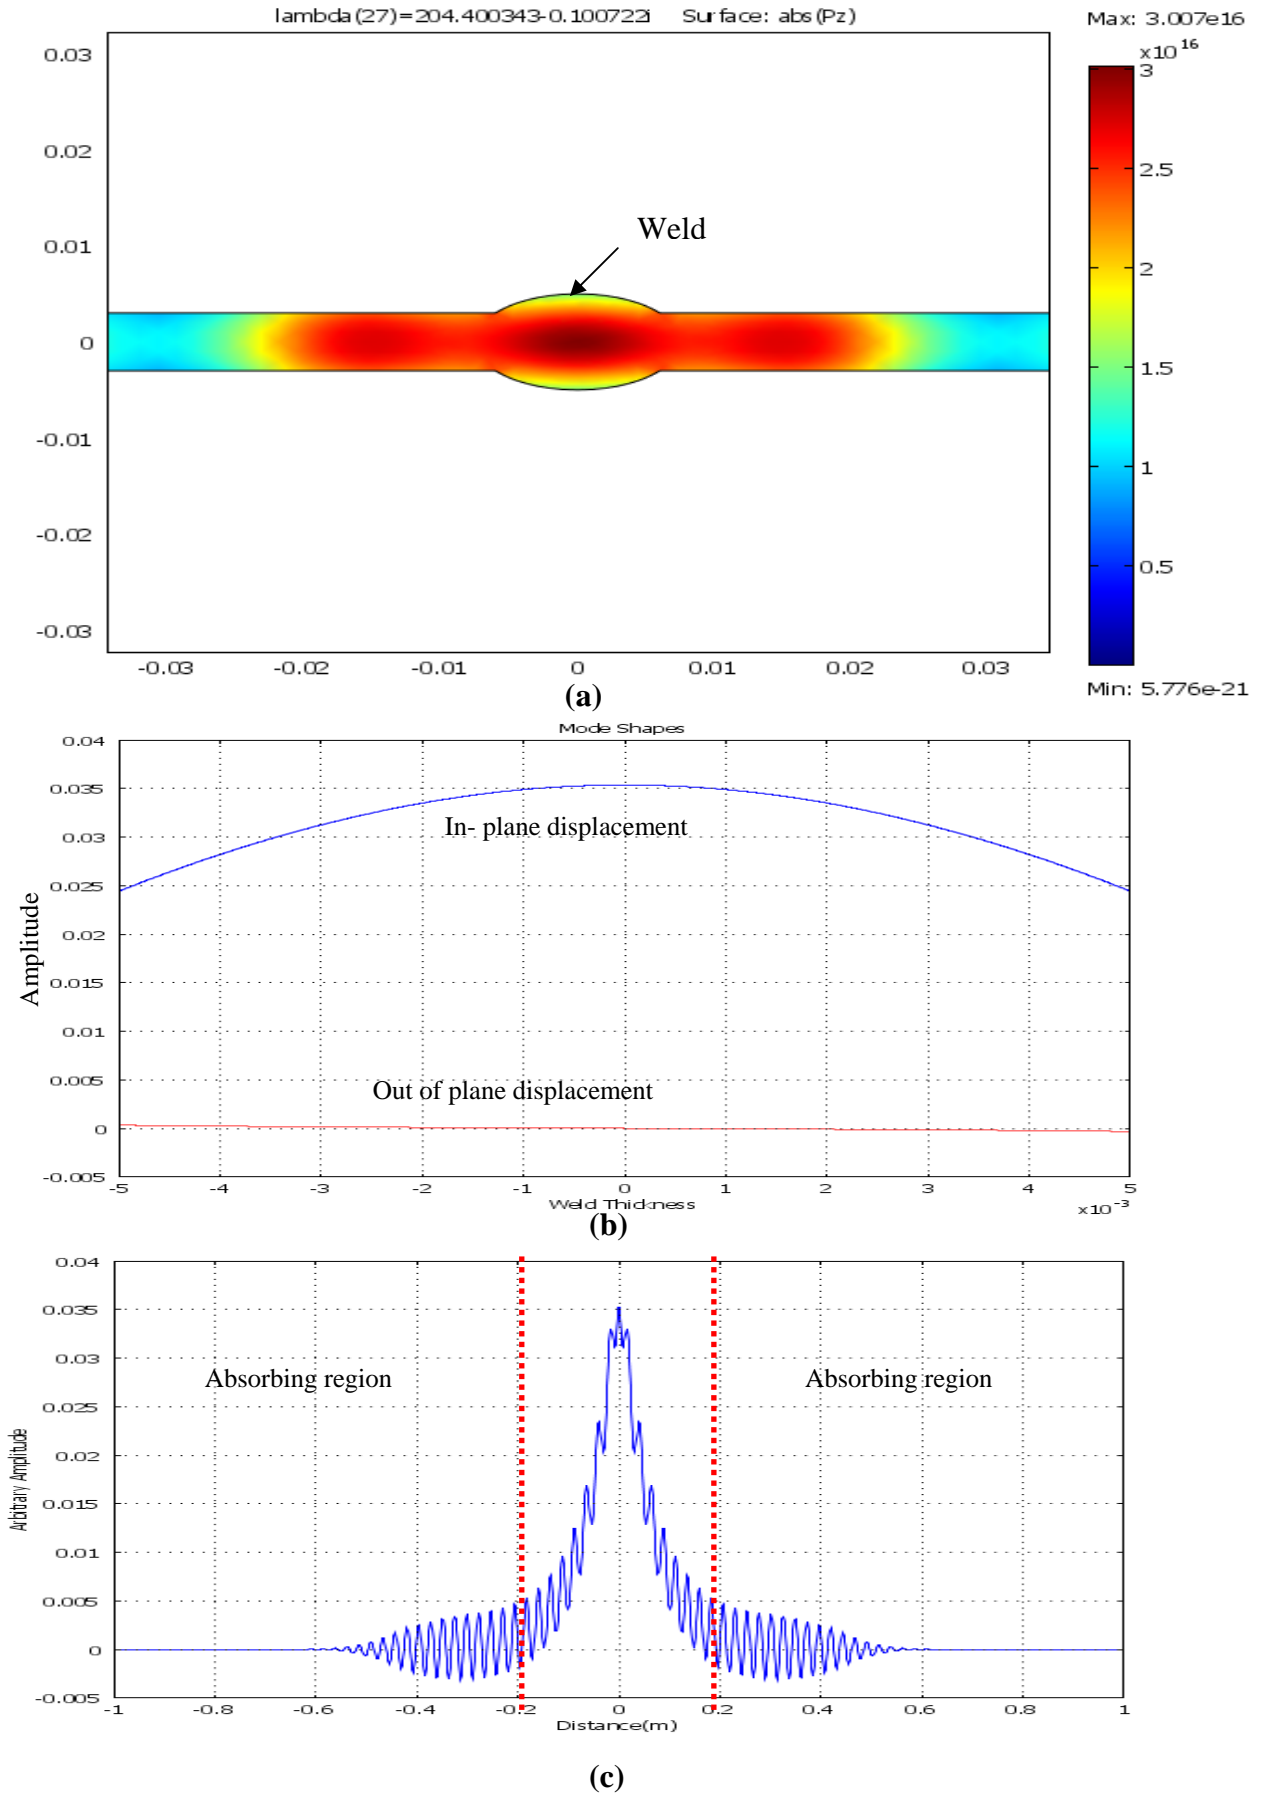 lambda(27)=204.400343-0.100722i Surface: abs(Pz) Max: 3.007e16
x10 16
0.03
0.02
0.01
0
-0.01
-0.02
-0.03
Weld
3
2.5
2
1.5
1
0.5
-0.03 -0.02 -0.01 0 0.01 0.02 0.03
Min: 5.776e-21
(a)
Mode Shapes
0.04
0.035
0.03
0.025
0.02
0.015
0.01
0.005
0
-0.005
Amplitude
In- plane displacement
Out of plane displacement
-5 -4 -3 -2 -1 0 1 2 3 4 5
Weld Thickness
x10 -3
(b)
0.04
0.035
0.03
0.025
0.02
0.015
0.01
0.005
0
-0.005
Arbitrary Amplitude
Absorbing region Absorbing region
-1 -0.8 -0.6 -0.4 -0.2 0 0.2 0.4 0.6 0.8 1
Distance(m)
(c)